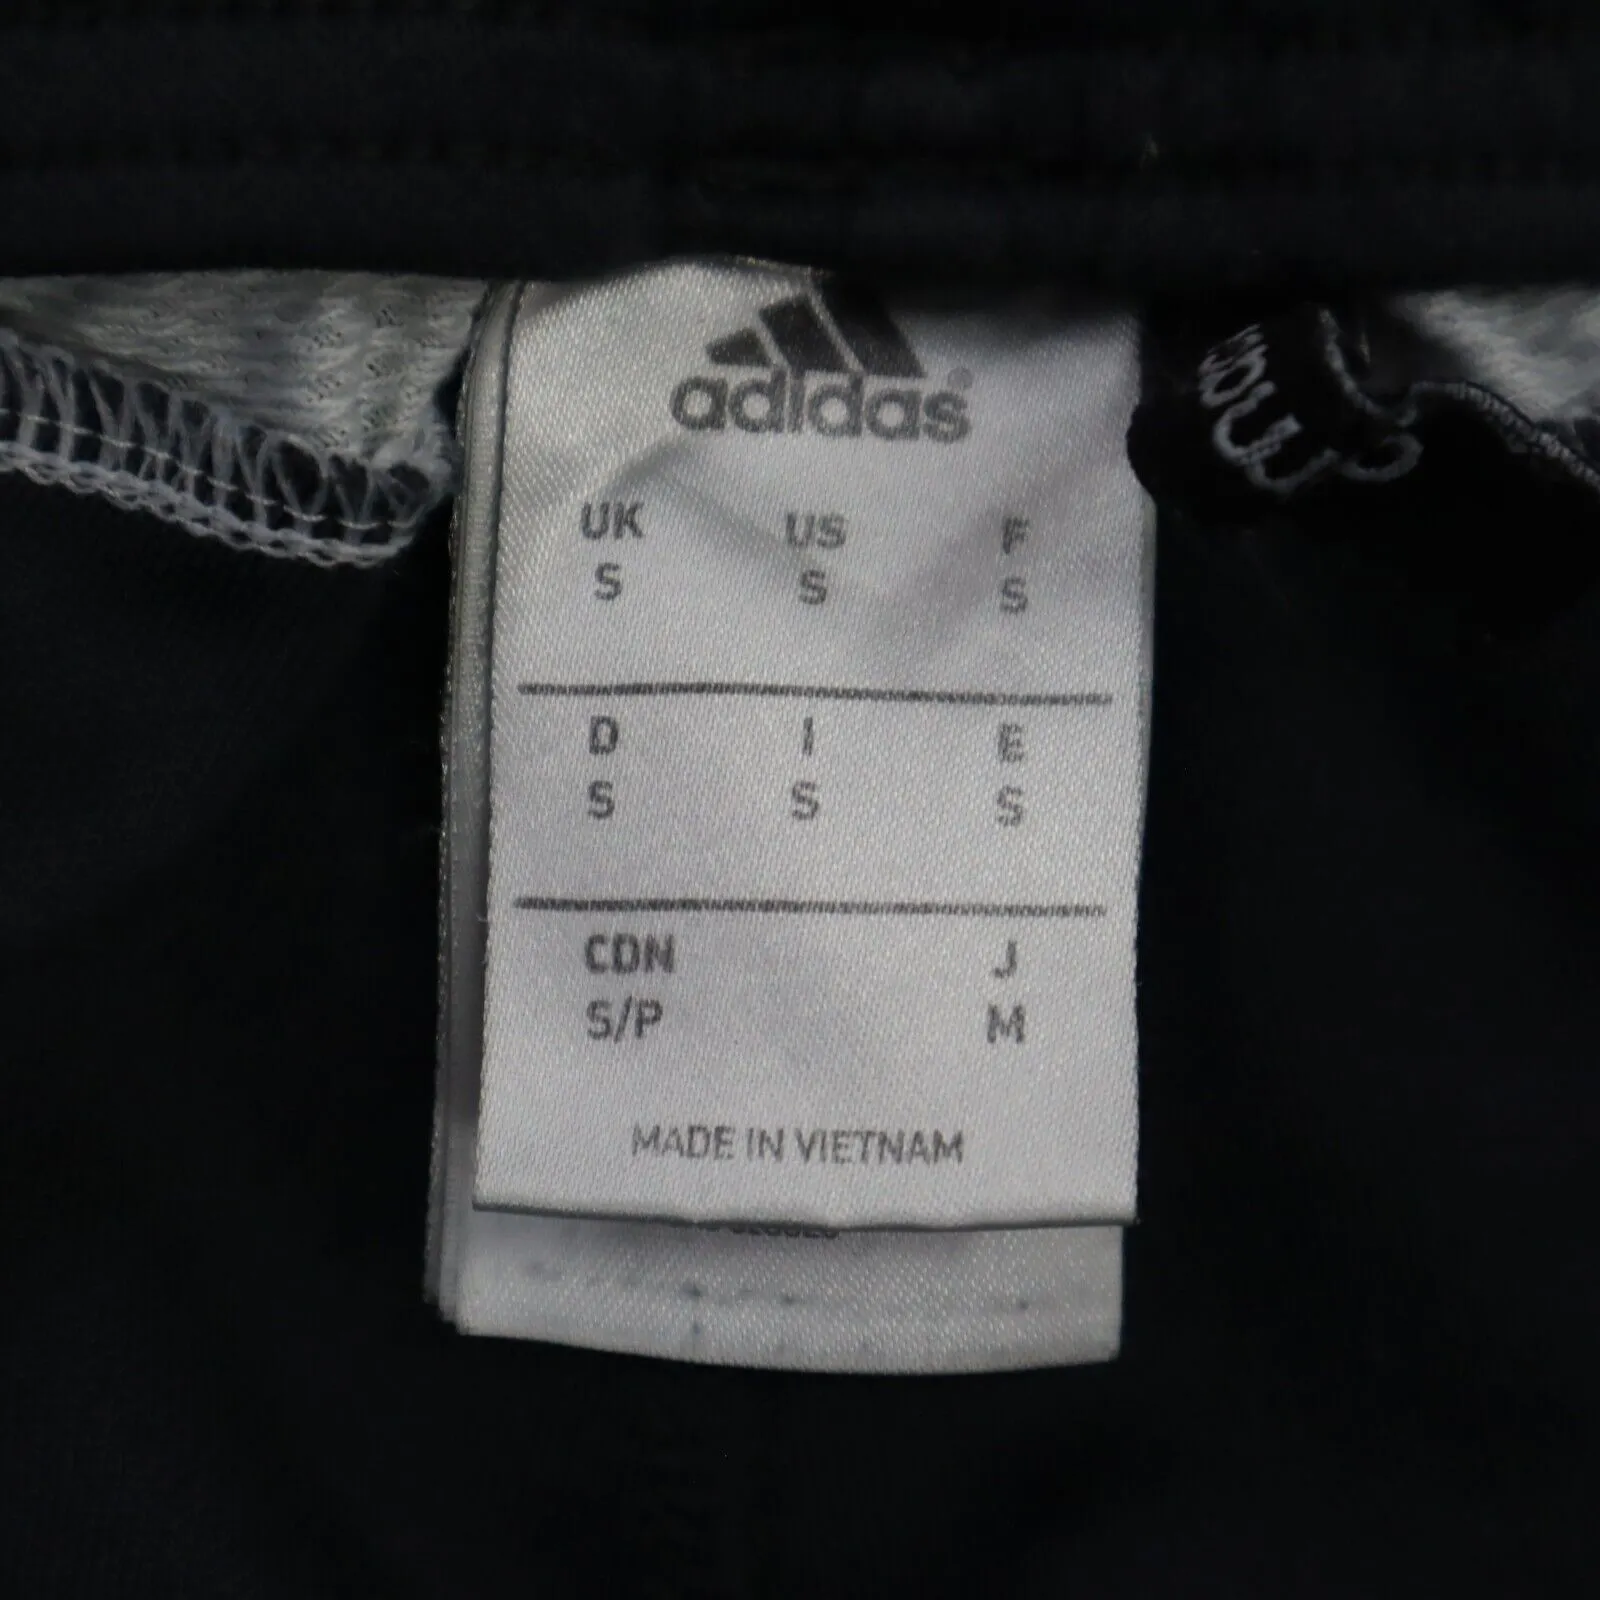 adidas®
UK US F
S S S
D I E
S S S
CDN J
S/P M
MADE IN VIETNAM